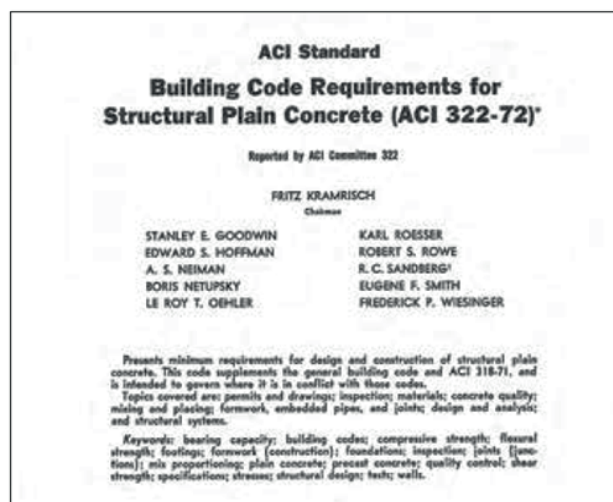 ACI Standard
Building Code Requirements for
Structural Plain Concrete (ACI 322-72)*
Reported by ACI Committee 322
FRITZ KRAMRISCH
Chairman
STANLEY E. GOODWIN KARL ROESSER
EDWARD S. HOFFMAN ROBERT S. ROWE
A. S. NEIMAN R. C. SANDBERG†
BORIS NETUPSKY EUGENE F. SMITH
LE ROY T. OEHLER FREDERICK P. WIESINGER
Presents minimum requirements for design and construction of structural plain
concrete. This code supplements the general building code and ACI 318-71, and
is intended to govern where it is in conflict with those codes.
Topics covered are: permits and drawings; inspection; materials; concrete quality;
mixing and placing; formwork, embedded pipes, and joints; design and analysis;
and structural systems.
Keywords: bearing capacity; building codes; compressive strength; flexural
strength; footings; formwork (construction); foundations; inspection; joints (junc-
tions); mix proportioning; plain concrete; precast concrete; quality control; shear
strength; specifications; stresses; structural design; tests; walls.